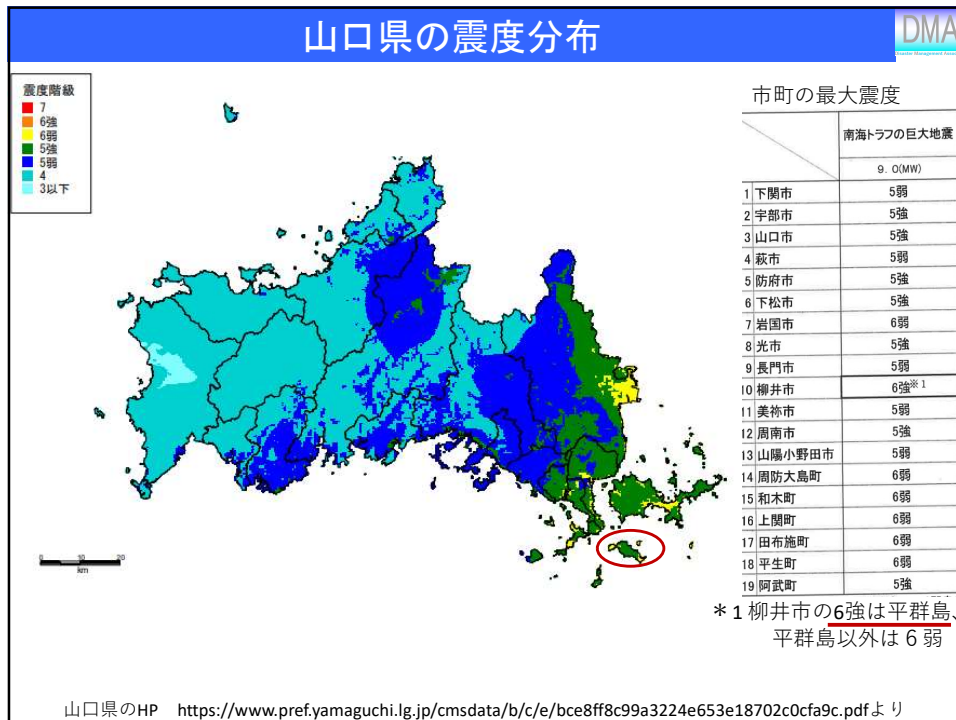 山口県の震度分布
DMA
震度階級
7
6強
6弱
5強
5弱
4
3以下
0 10 20
km
市町の最大震度
南海トラフの巨大地震
9.0(MW)
1 下関市 5弱
2 宇部市 5強
3 山口市 5強
4 萩市 5弱
5 防府市 5強
6 下松市 5強
7 岩国市 6弱
8 光市 5強
9 長門市 5弱
10 柳井市 6強※1
11 美祢市 5弱
12 周南市 5強
13 山陽小野田市 5弱
14 周防大島町 6弱
15 和木町 6弱
16 上関町 6弱
17 田布施町 6弱
18 平生町 6弱
19 阿武町 5強
＊1 柳井市の6強は平群島、
平群島以外は６弱
山口県のHP https://www.pref.yamaguchi.lg.jp/cmsdata/b/c/e/bce8ff8c99a3224e653e18702c0cfa9c.pdfより